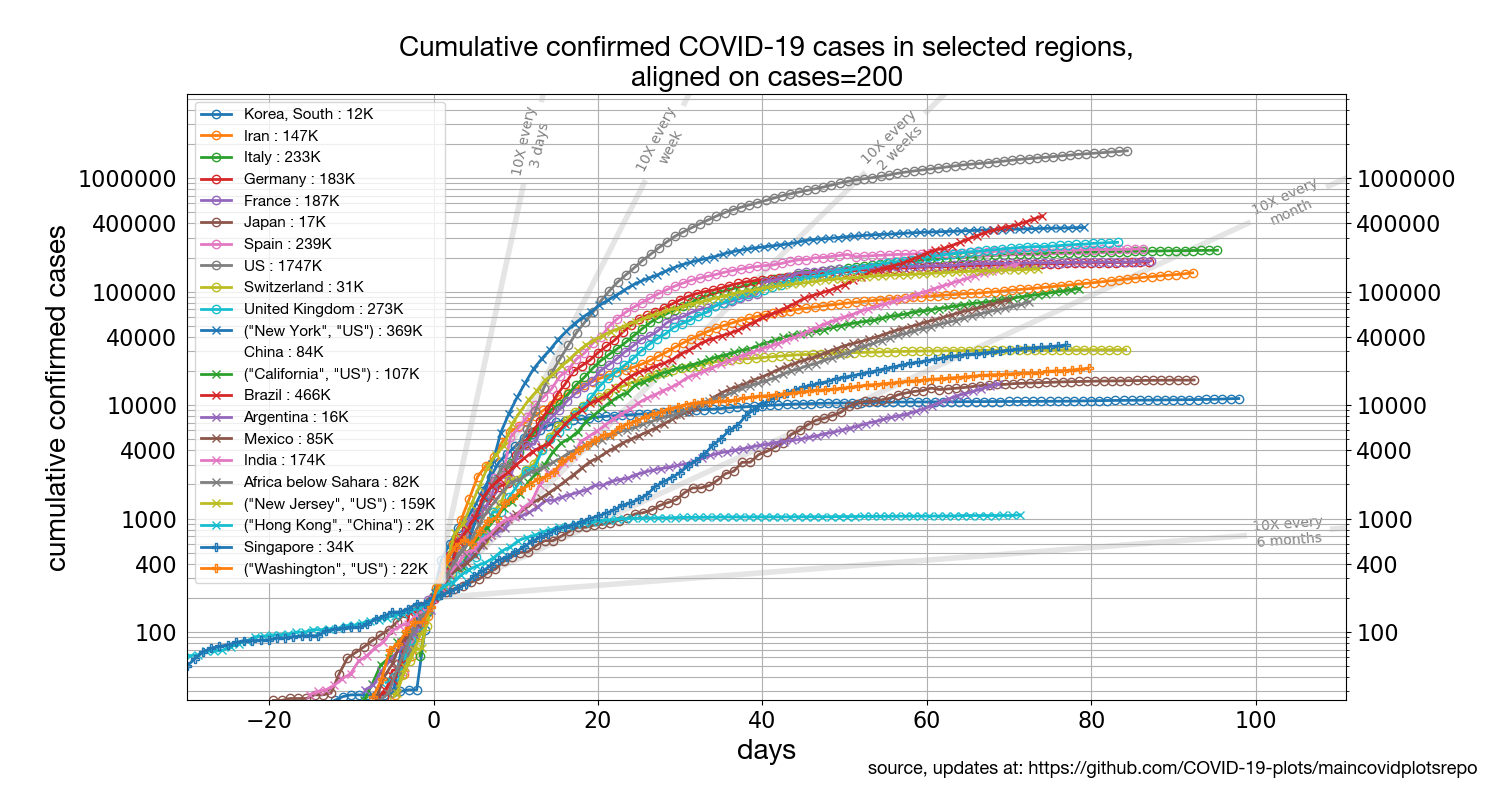 Cumulative confirmed COVID-19 cases in selected regions,
aligned on cases=200
10X every
3 days
10X every
week
10X every
2 weeks
10X every
month
10X every
6 months
Korea, South : 12K
Iran : 147K
Italy : 233K
Germany : 183K
France : 187K
Japan : 17K
Spain : 239K
US : 1747K
Switzerland : 31K
United Kingdom : 273K
("New York", "US") : 369K
China : 84K
("California", "US") : 107K
Brazil : 466K
Argentina : 16K
Mexico : 85K
India : 174K
Africa below Sahara : 82K
("New Jersey", "US") : 159K
("Hong Kong", "China") : 2K
Singapore : 34K
("Washington", "US") : 22K
cumulative confirmed cases
1000000
400000
100000
40000
10000
4000
1000
400
100
1000000
400000
100000
40000
10000
4000
1000
400
100
−20 0 20 40 60 80 100
days
source, updates at: https://github.com/COVID-19-plots/maincovidplotsrepo